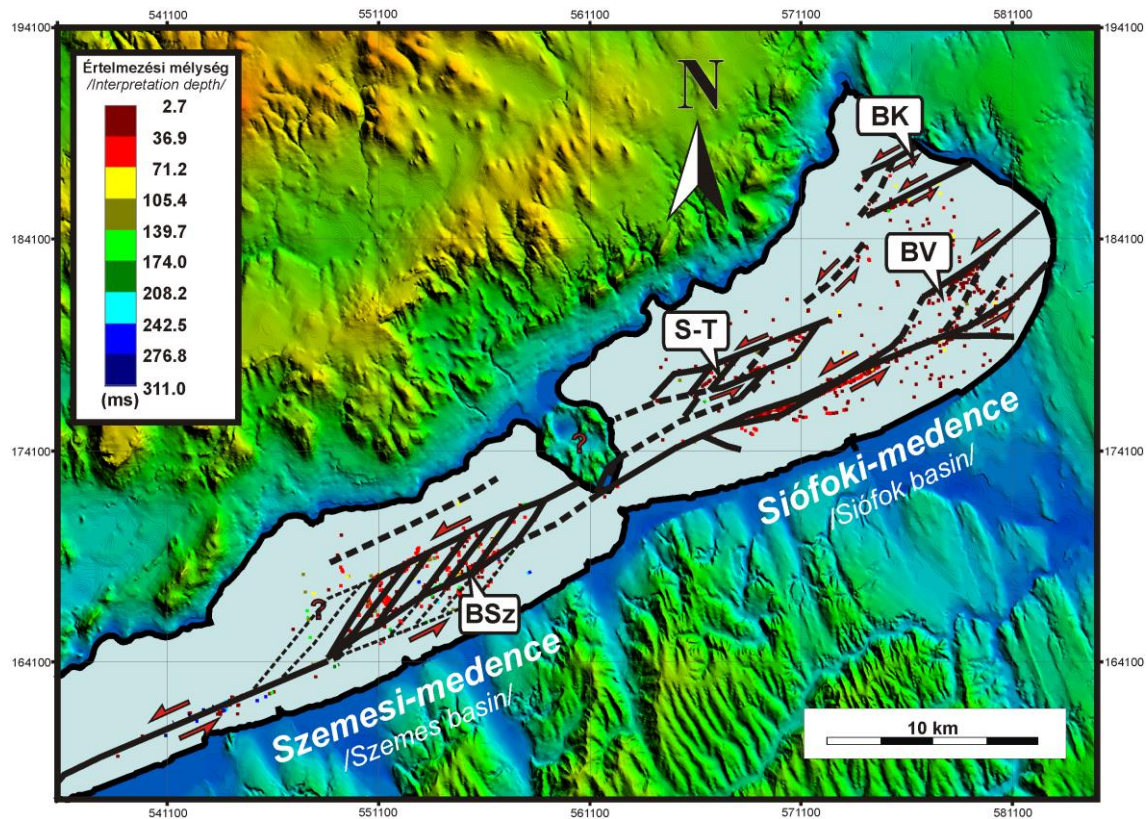 541100
551100
561100
571100
581100
194100
194100
Értelmezési mélység
/Interpretation depth/
2.7
36.9
71.2
105.4
139.7
174.0
208.2
242.5
276.8
311.0
(ms)
N
BK
184100
184100
BV
S-T
?
174100
174100
Siófoki-medence
/Siófok basin/
?
BSz
164100
164100
Szemesi-medence
/Szemes basin/
10 km
541100
551100
561100
571100
581100